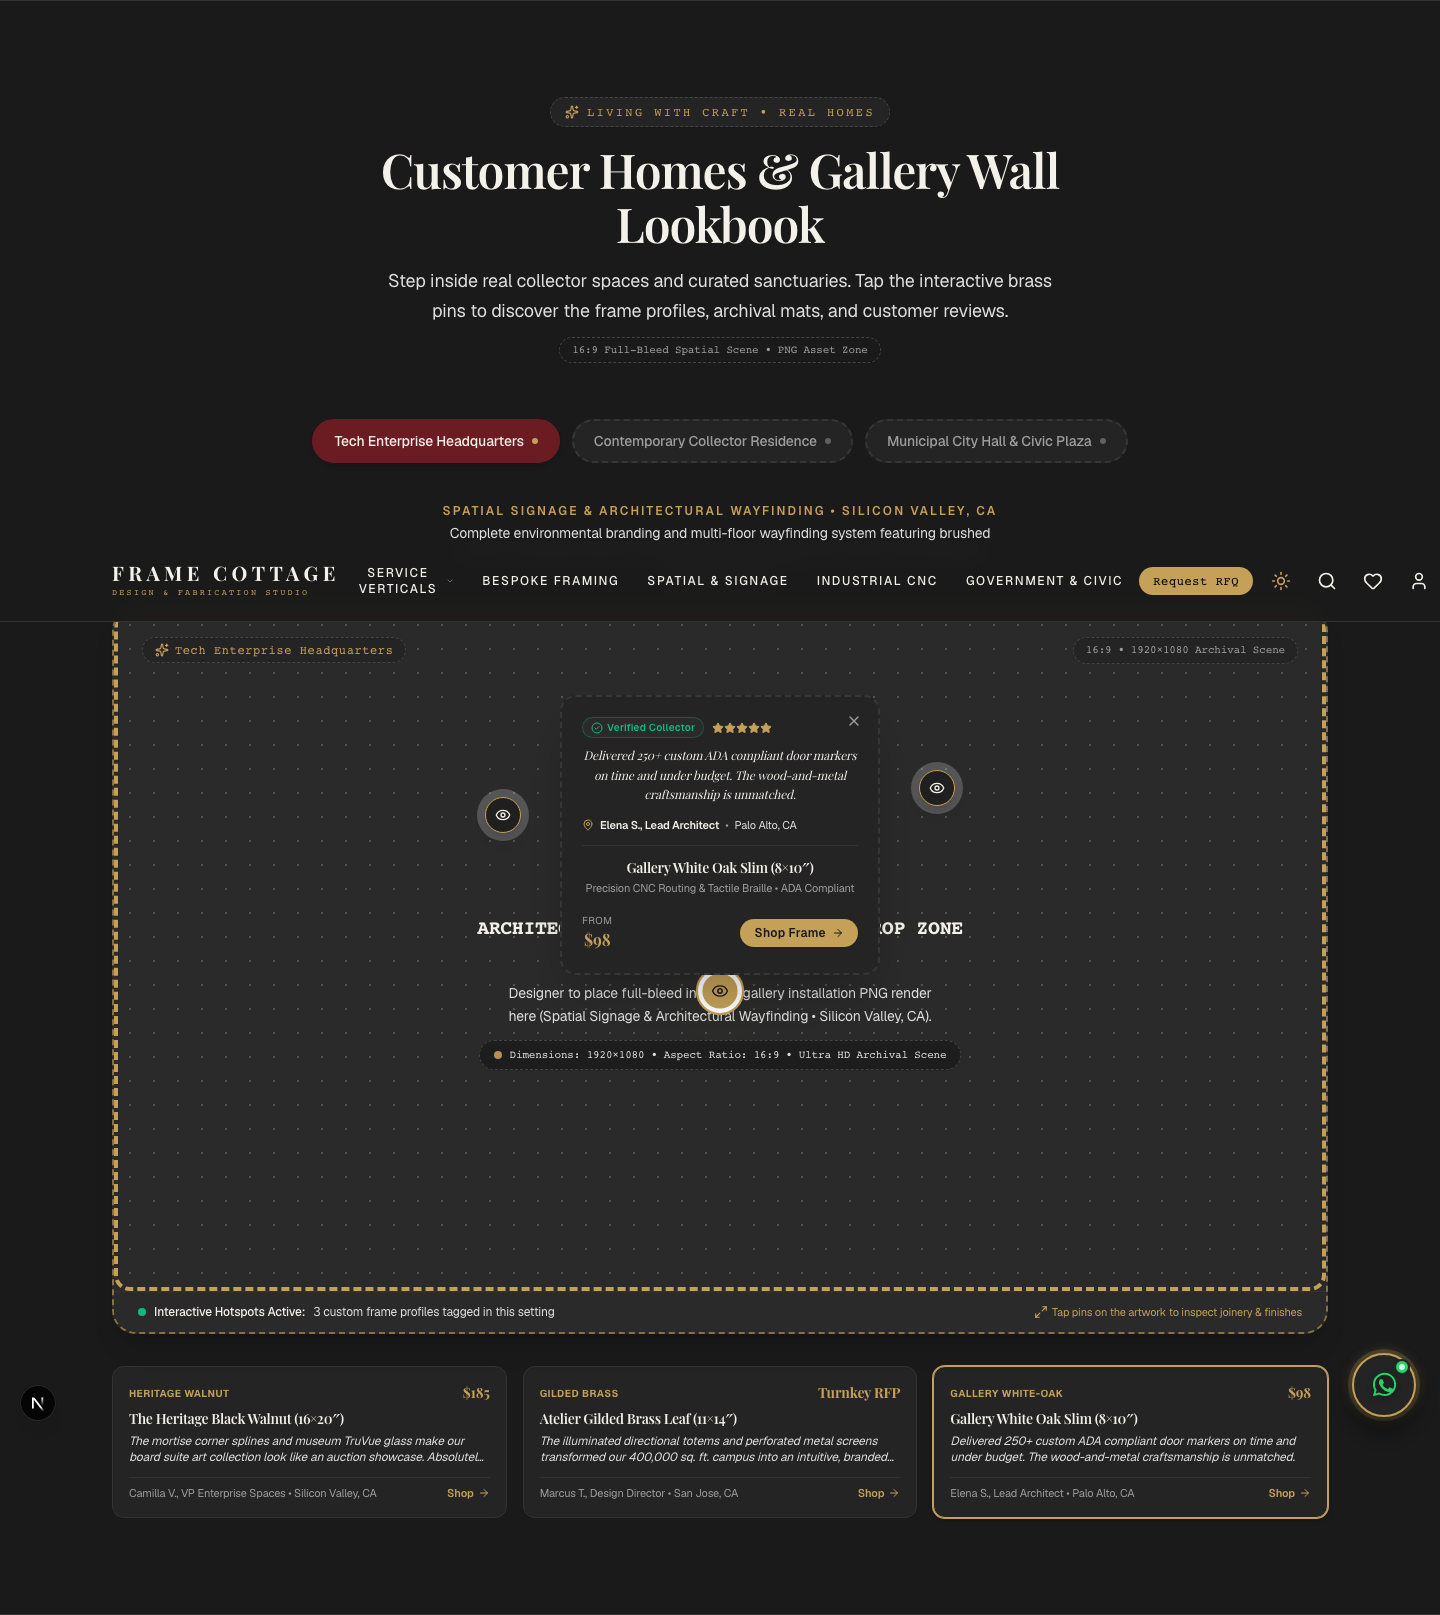 LIVING WITH CRAFT • REAL HOMES
Customer Homes & Gallery Wall
Lookbook
Step inside real collector spaces and curated sanctuaries. Tap the interactive brass
pins to discover the frame profiles, archival mats, and customer reviews.
16:9 Full-Bleed Spatial Scene • PNG Asset Zone
Tech Enterprise Headquarters
Contemporary Collector Residence
Municipal City Hall & Civic Plaza
SPATIAL SIGNAGE & ARCHITECTURAL WAYFINDING • SILICON VALLEY, CA
Complete environmental branding and multi-floor wayfinding system featuring brushed
FRAME COTTAGE
DESIGN & FABRICATION STUDIO
SERVICE
VERTICALS
BESPOKE FRAMING
SPATIAL & SIGNAGE
INDUSTRIAL CNC
GOVERNMENT & CIVIC
Request RFQ
Tech Enterprise Headquarters
16:9 • 1920×1080 Archival Scene
Verified Collector
Delivered 250+ custom ADA compliant door markers
on time and under budget. The wood-and-metal
craftsmanship is unmatched.
Elena S., Lead Architect • Palo Alto, CA
Gallery White Oak Slim (8×10″)
Precision CNC Routing & Tactile Braille • ADA Compliant
FROM
$98
Shop Frame
ZONE
Designer to place full-bleed gallery installation PNG render
here (Spatial Signage & Architectural Wayfinding • Silicon Valley, CA).
Dimensions: 1920×1080 • Aspect Ratio: 16:9 • Ultra HD Archival Scene
Interactive Hotspots Active: 3 custom frame profiles tagged in this setting
Tap pins on the artwork to inspect joinery & finishes
N
HERITAGE WALNUT
$185
The Heritage Black Walnut (16×20″)
The mortise corner splines and museum TruVue glass make our
board suite art collection look like an auction showcase. Absolutel…
Camilla V., VP Enterprise Spaces • Silicon Valley, CA
Shop
GILDED BRASS
Turnkey RFP
Atelier Gilded Brass Leaf (11×14″)
The illuminated directional totems and perforated metal screens
transformed our 400,000 sq. ft. campus into an intuitive, branded…
Marcus T., Design Director • San Jose, CA
Shop
GALLERY WHITE-OAK
$98
Gallery White Oak Slim (8×10″)
Delivered 250+ custom ADA compliant door markers on time and
under budget. The wood-and-metal craftsmanship is unmatched.
Elena S., Lead Architect • Palo Alto, CA
Shop